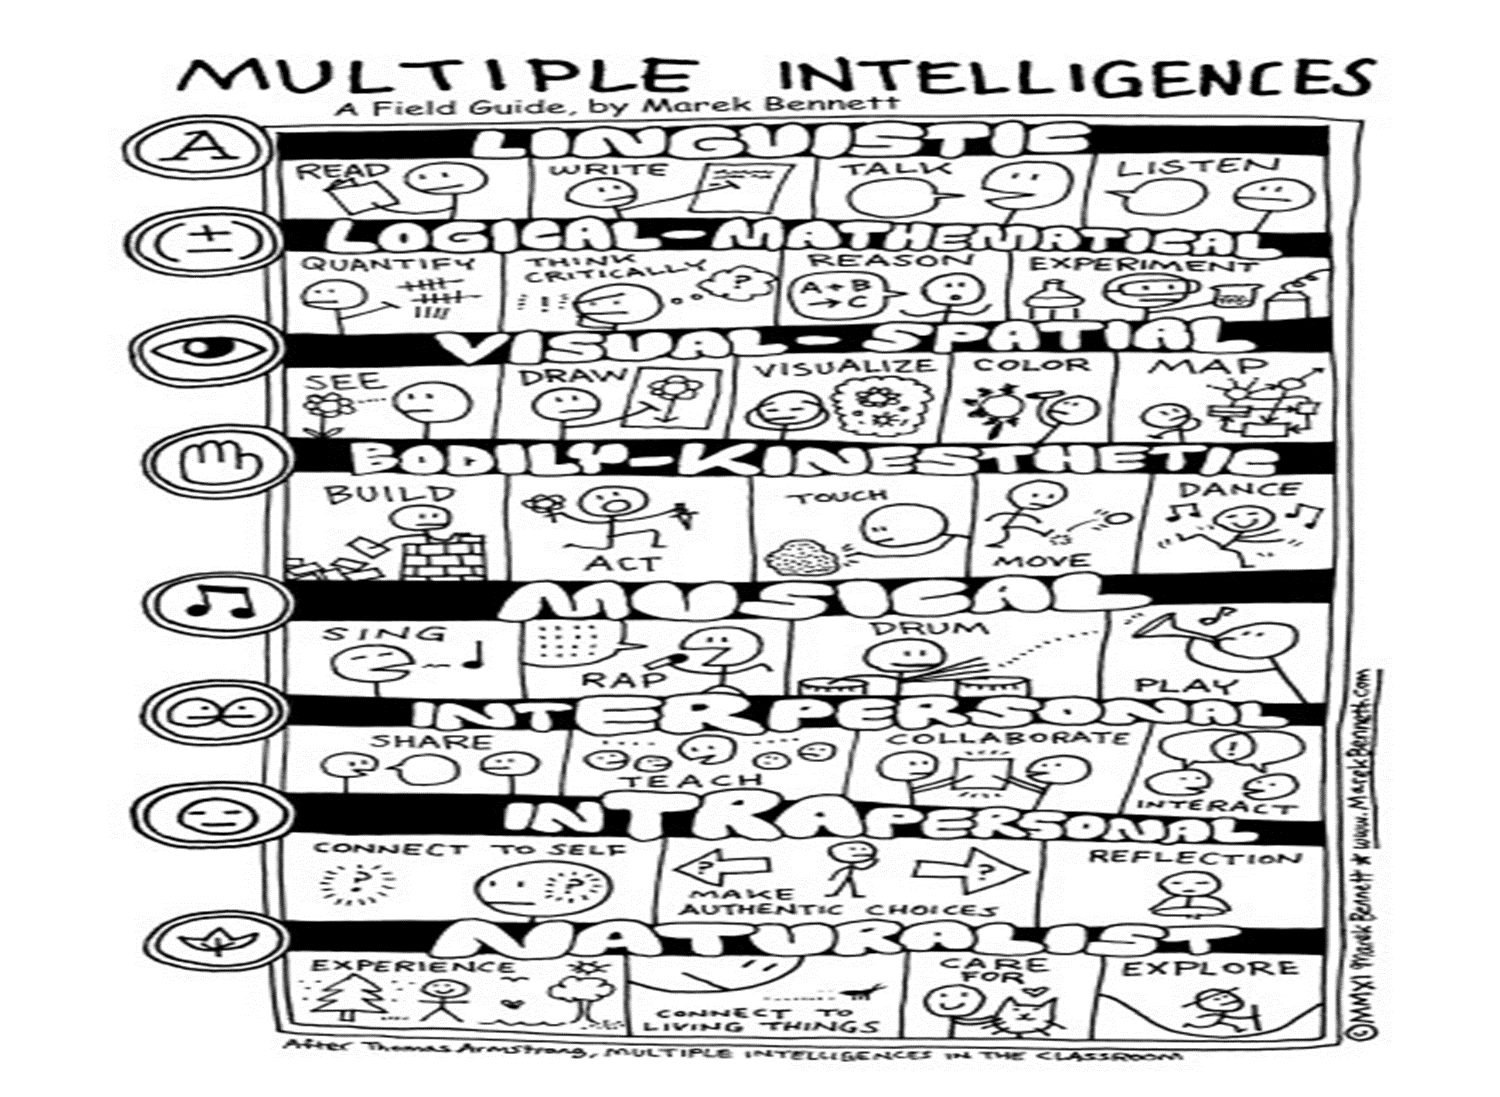 MULTIPLE INTELLIGENCES
A Field Guide, by Marek Bennett
A
LINGUISTIC
READ
WRITE
TALK
LISTEN
LOGICAL-MATHEMATICAL
QUANTIFY
THINK
CRITICALLY
! ! !
?
REASON
A + B
→ C
EXPERIMENT
VISUAL-SPATIAL
SEE
DRAW
VISUALIZE
COLOR
MAP
BODILY-KINESTHETIC
BUILD
ACT
TOUCH
MOVE
DANCE
MUSICAL
SING
RAP
DRUM
PLAY
INTERPERSONAL
SHARE
TEACH
COLLABORATE
!
INTERACT
INTRAPERSONAL
CONNECT TO SELF
?
?
?
?
MAKE
AUTHENTIC CHOICES
REFLECTION
NATURALIST
EXPERIENCE
CONNECT TO
LIVING THINGS
CARE
FOR
EXPLORE
After Thomas Armstrong, MULTIPLE INTELLIGENCES IN THE CLASSROOM
©MMXI Marek Bennett * www.MarekBennett.com